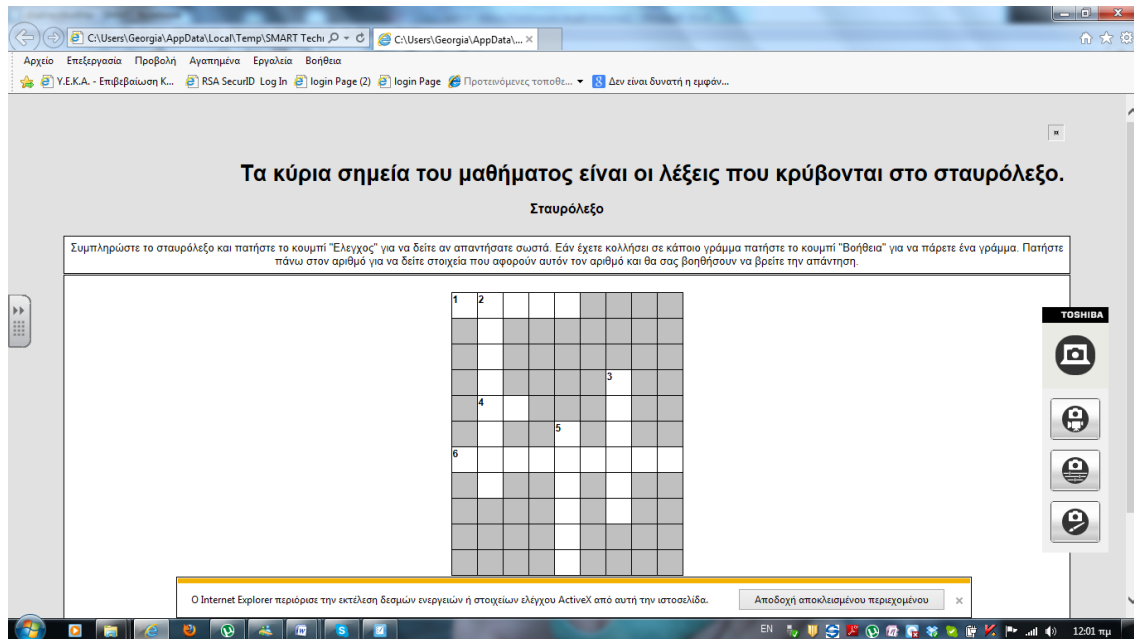 C:\Users\Georgia\AppData\Local\Temp\SMART Techi
C:\Users\Georgia\AppData\...
Αρχείο Επεξεργασία Προβολή Αγαπημένα Εργαλεία Βοήθεια
Υ.Ε.Κ.Α. - Επιβεβαίωση Κ... RSA SecurID Log In login Page (2) login Page Προτεινόμενες τοποθε... Δεν είναι δυνατή η εμφάν...
Τα κύρια σημεία του μαθήματος είναι οι λέξεις που κρύβονται στο σταυρόλεξο.
Σταυρόλεξο
Συμπληρώστε το σταυρόλεξο και πατήστε το κουμπί "Ελεγχος" για να δείτε αν απαντήσατε σωστά. Εάν έχετε κολλήσει σε κάποιο γράμμα πατήστε το κουμπί "Βοήθεια" για να πάρετε ένα γράμμα. Πατήστε
πάνω στον αριθμό για να δείτε στοιχεία που αφορούν αυτόν τον αριθμό και θα σας βοηθήσουν να βρείτε την απάντηση.
1 2
TOSHIBA
3
4
5
6
Ο Internet Explorer περιόρισε την εκτέλεση δεσμών ενεργειών ή στοιχείων ελέγχου ActiveX από αυτή την ιστοσελίδα. Αποδοχή αποκλεισμένου περιεχομένου
EN 12:01 πμ